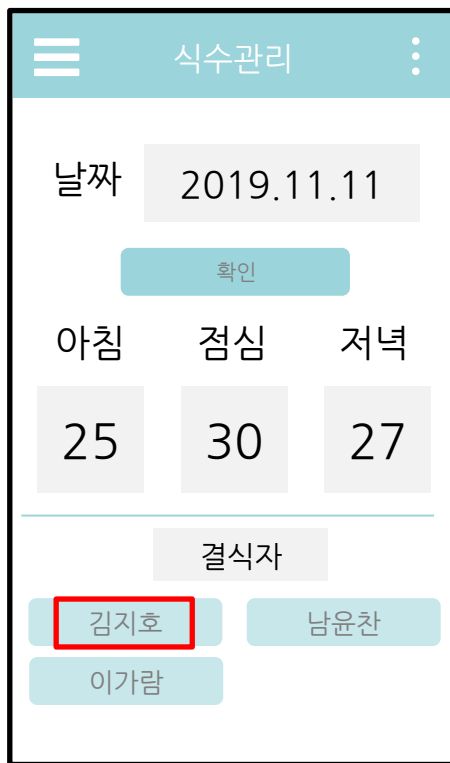 식수관리
날짜 2019.11.11
확인
아침 점심 저녁
25 30 27
결식자
김지호 남윤찬
이가람